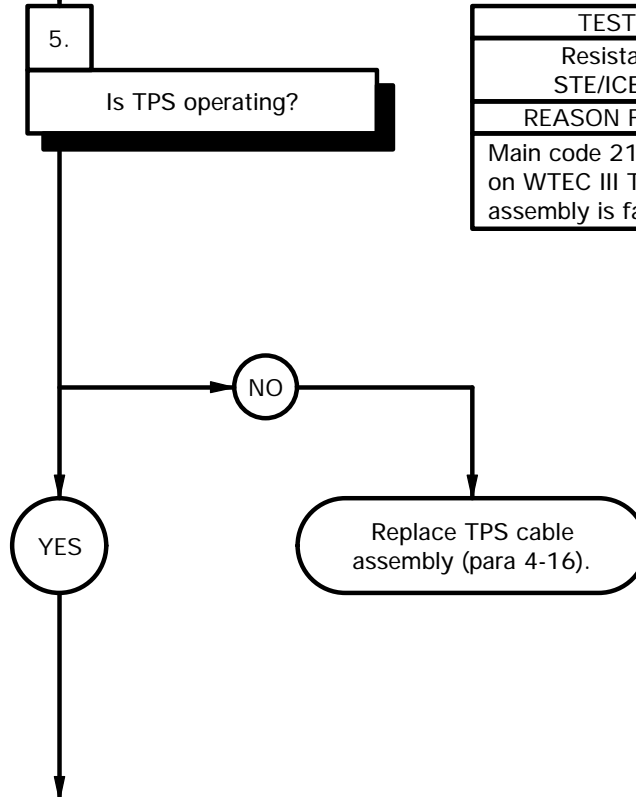 5.
Is TPS operating?
TEST
Resista
STE/ICE
REASON F
Main code 21
on WTEC III T
assembly is fa
NO
YES
Replace TPS cable
assembly (para 4-16).